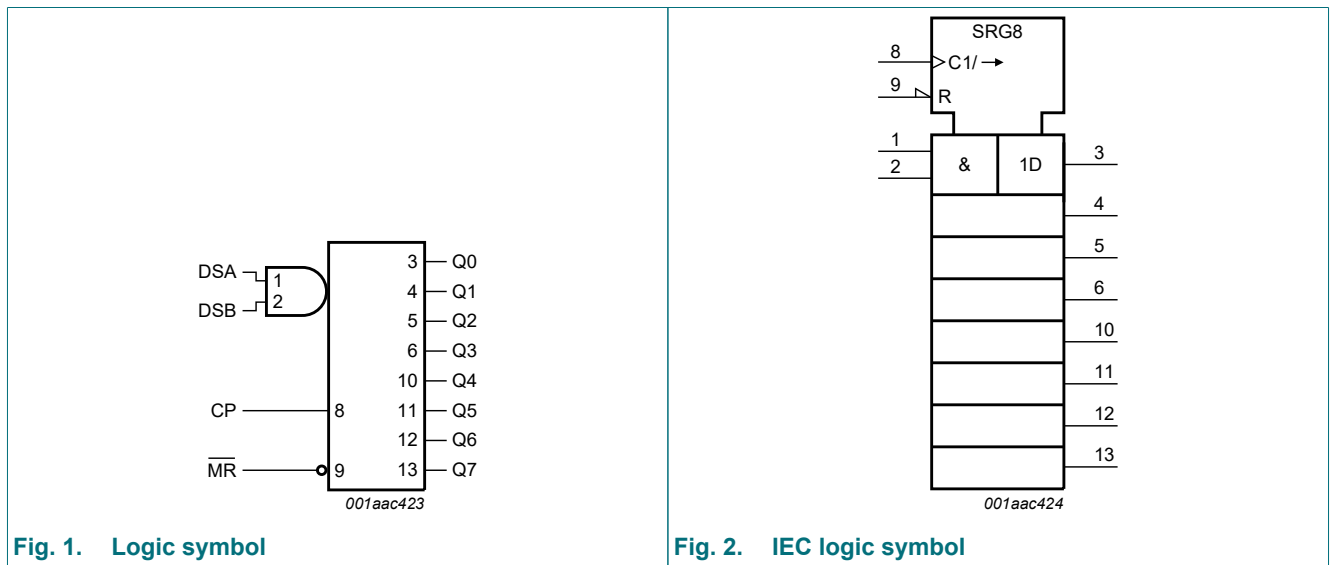 DSA
1
DSB
2
CP
8
MR
9
3
Q0
4
Q1
5
Q2
6
Q3
10
Q4
11
Q5
12
Q6
13
Q7
001aac423
Fig. 1. Logic symbol
SRG8
8
C1/→
9
R
1
2
&
1D
3
4
5
6
10
11
12
13
001aac424
Fig. 2. IEC logic symbol